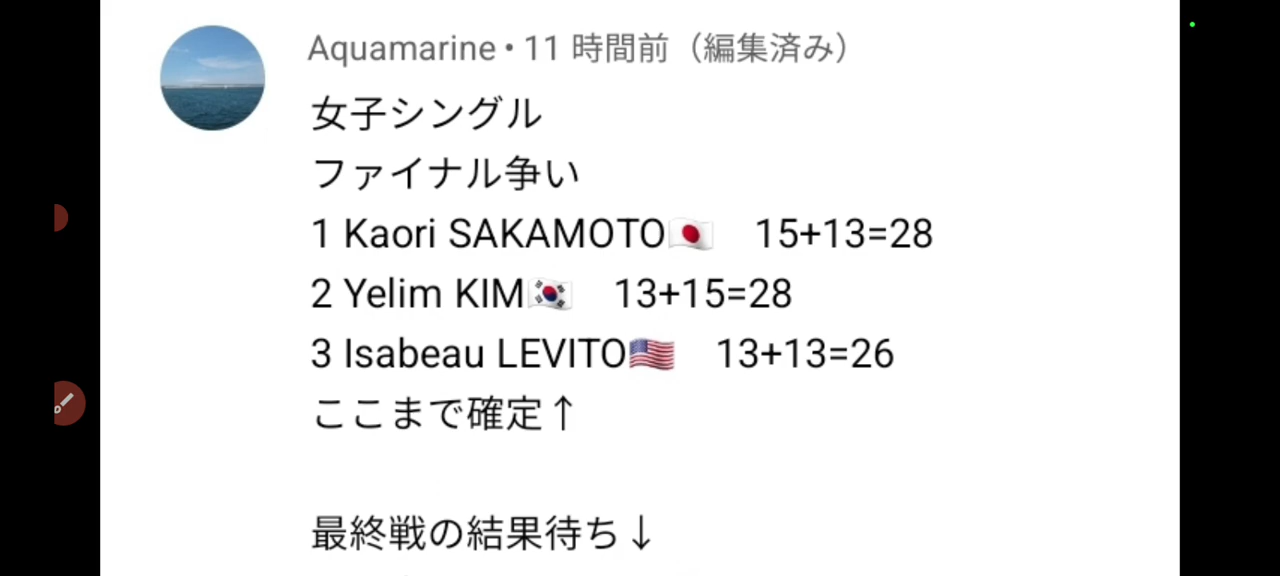 Aquamarine • 11 時間前（編集済み）
女子シングル
ファイナル争い
1 Kaori SAKAMOTO🇯🇵　15+13=28
2 Yelim KIM🇰🇷　13+15=28
3 Isabeau LEVITO🇺🇸　13+13=26
ここまで確定↑
最終戦の結果待ち↓